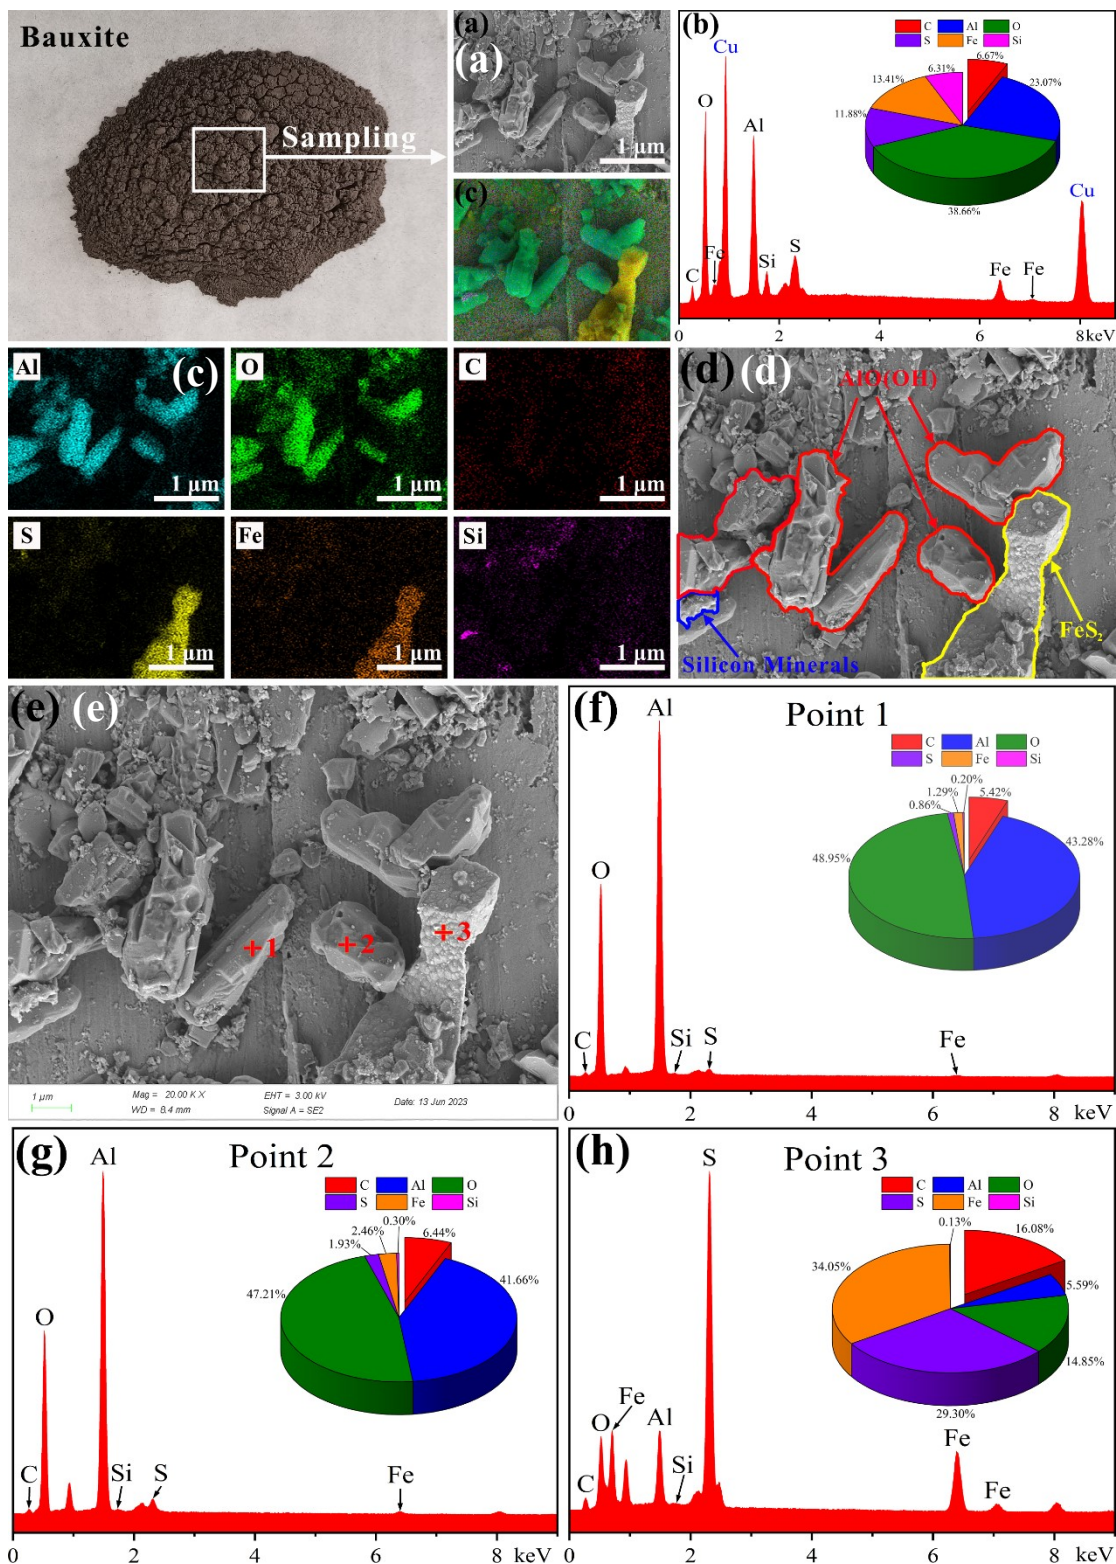 Bauxite
Sampling
(a)
(a)
1 μm
(c)
(b)
C Al O
S Fe Si
6.67%
23.07%
38.66%
11.88%
13.41%
6.31%
Cu
O
Al
C
Fe
Si
S
Fe
Fe
Cu
0 2 4 6 8 keV
Al
(c)
1 μm
O
1 μm
C
1 μm
S
1 μm
Fe
1 μm
Si
1 μm
(d)
(d)
AlO(OH)
FeS₂
Silicon Minerals
(e)
(e)
+1
+2
+3
1 μm
Mag = 20.00 K X
WD = 8.4 mm
EHT = 3.00 kV
Signal A = SE2
Date: 13 Jun 2023
(f)
Point 1
C Al O
S Fe Si
0.20%
1.29%
5.42%
0.86%
43.28%
48.95%
Al
O
C
Si
S
Fe
0 2 4 6 8 keV
(g)
Point 2
C Al O
S Fe Si
0.30%
2.46%
6.44%
1.93%
41.66%
47.21%
Al
O
C
Si
S
Fe
0 2 4 6 8 keV
(h)
Point 3
C Al O
S Fe Si
0.13%
16.08%
34.05%
5.59%
14.85%
29.30%
S
O
Fe
Al
C
Si
Fe
Fe
0 2 4 6 8 keV